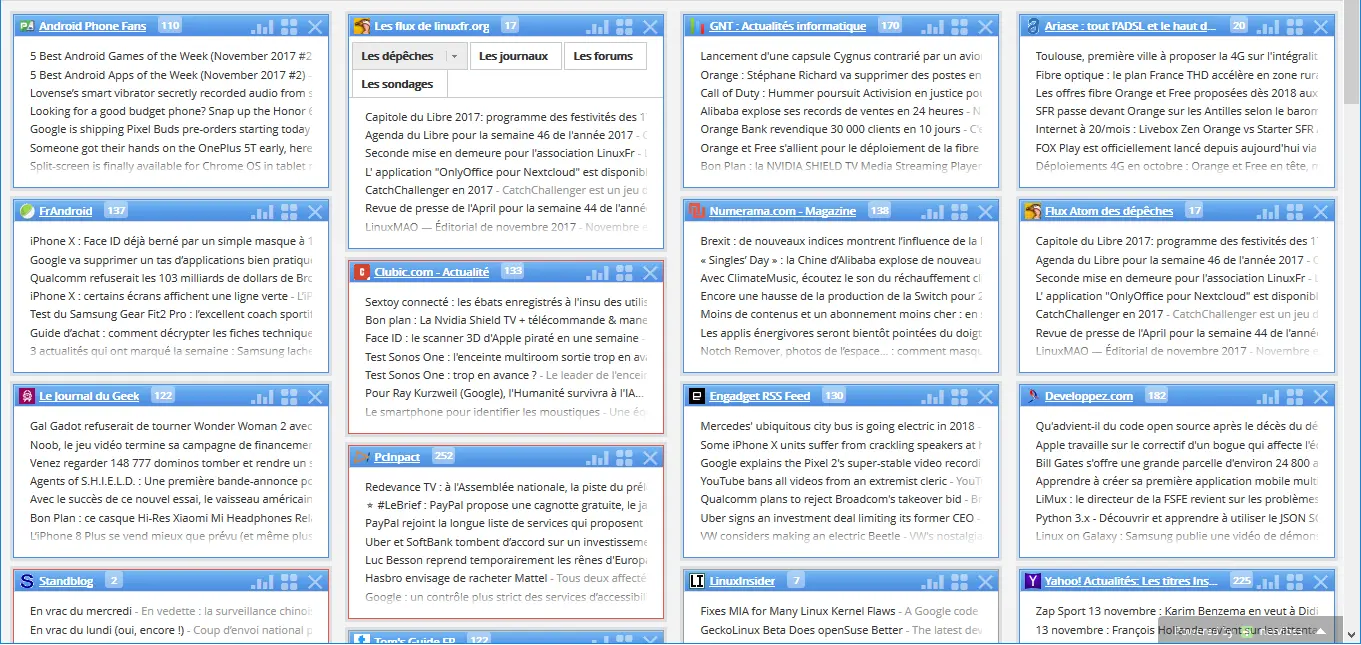 Android Phone Fans 110
5 Best Android Games of the Week (November 2017 #2
5 Best Android Apps of the Week (November 2017 #2) -
Lovense's smart vibrator secretly recorded audio from s
Looking for a good budget phone? Snap up the Honor 6
Google is shipping Pixel Buds pre-orders starting today
Someone got their hands on the OnePlus 5T early, here
Split-screen is finally available for Chrome OS in tablet
FrAndroid 137
iPhone X : Face ID déjà berné par un simple masque à 1
Google va supprimer un tas d'applications bien pratique
Qualcomm refuserait les 103 milliards de dollars de Bro
iPhone X : certains écrans affichent une ligne verte - L'iP
Test du Samsung Gear Fit2 Pro : l'excellent coach sporti
Guide d'achat : comment décrypter les fiches technique
3 actualités qui ont marqué la semaine : Samsung lache
Le Journal du Geek 122
Gal Gadot refuserait de tourner Wonder Woman 2 avec
Noob, le jeu vidéo termine sa campagne de financemer
Venez regarder 148 777 dominos tomber et rendre un s
Agents of S.H.I.E.L.D. : Une première bande-annonce po
Avec le succès de ce nouvel essai, le vaisseau américain
Bon Plan : ce casque Hi-Res Xiaomi Mi Headphones Rel
L'iPhone 8 Plus se vend mieux que prévu (et même plus
Standblog 2
En vrac du mercredi - En vedette : la surveillance chinoi
En vrac du lundi (oui, encore !) - Coup d'envoi national p
Les flux de linuxfr.org 17
Les dépêches Les journaux Les forums
Les sondages
Capitole du Libre 2017: programme des festivités des 1
Agenda du Libre pour la semaine 46 de l'année 2017 - C
Seconde mise en demeure pour l'association LinuxFr -
L' application "OnlyOffice pour Nextcloud" est disponibl
CatchChallenger en 2017 - CatchChallenger est un jeu d
Revue de presse de l'April pour la semaine 44 de l'anné
LinuxMAO — Éditorial de novembre 2017 - Novembre e
Clubic.com - Actualité 133
Sextoy connecté : les ébats enregistrés à l'insu des utilis
Bon plan : La Nvidia Shield TV + télécommande & mane
Face ID : le scanner 3D d'Apple piraté en une semaine -
Test Sonos One : l'enceinte multiroom sortie trop en ava
Test Sonos One : trop en avance ? - Le leader de l'encein
Pour Ray Kurzweil (Google), l'Humanité survivra à l'IA...
Le smartphone pour identifier les moustiques - Une éq
PcInpact 252
Redevance TV : à l'Assemblée nationale, la piste du prél
⭑ #LeBrief : PayPal propose une cagnotte gratuite, le ja
PayPal rejoint la longue liste de services qui proposent
Uber et SoftBank tombent d'accord sur un investisseme
Luc Besson reprend temporairement les rênes d'Europa
Hasbro envisage de racheter Mattel - Tous deux affecté
Google : un contrôle plus strict des services d'accessibil
Tom's Guide FR 122
GNT : Actualités informatique 170
Lancement d'une capsule Cygnus contrarié par un avio
Orange : Stéphane Richard va supprimer des postes en
Call of Duty : Hummer poursuit Activision en justice pou
Alibaba explose ses records de ventes en 24 heures - N
Orange Bank revendique 30 000 clients en 10 jours - C'e
Orange et Free s'allient pour le déploiement de la fibre
Bon Plan : la NVIDIA SHIELD TV Media Streaming Player
Numerama.com - Magazine 138
Brexit : de nouveaux indices montrent l'influence de la
« Singles' Day » : la Chine d'Alibaba explose de nouveau
Avec ClimateMusic, écoutez le son du réchauffement cl
Encore une hausse de la production de la Switch pour 2
Moins de contenus et un abonnement moins cher : en
Les applis énergivores seront bientôt pointées du doigt
Notch Remover, photos de l'espace... : comment masqu
Engadget RSS Feed 130
Mercedes' ubiquitous city bus is going electric in 2018 -
Some iPhone X units suffer from crackling speakers at h
Google explains the Pixel 2's super-stable video recordi
YouTube bans all videos from an extremist cleric - YouT
Qualcomm plans to reject Broadcom's takeover bid - Br
Uber signs an investment deal limiting its former CEO -
VW considers making an electric Beetle - VW's nostalgia
LinuxInsider 7
Fixes MIA for Many Linux Kernel Flaws - A Google code
GeckoLinux Beta Does openSuse Better - The latest dev
Ariase : tout l'ADSL et le haut d... 20
Toulouse, première ville à proposer la 4G sur l'intégralit
Fibre optique : le plan France THD accélère en zone rura
Les offres fibre Orange et Free proposées dès 2018 aux
SFR passe devant Orange sur les Antilles selon le barom
Internet à 20/mois : Livebox Zen Orange vs Starter SFR
FOX Play est officiellement lancé depuis aujourd'hui via
Déploiements 4G en octobre : Orange et Free en tête, n
Flux Atom des dépêches 17
Capitole du Libre 2017: programme des festivités des 1
Agenda du Libre pour la semaine 46 de l'année 2017 - C
Seconde mise en demeure pour l'association LinuxFr - L
L' application "OnlyOffice pour Nextcloud" est disponibl
CatchChallenger en 2017 - CatchChallenger est un jeu d
Revue de presse de l'April pour la semaine 44 de l'anné
LinuxMAO — Éditorial de novembre 2017 - Novembre e
Developpez.com 182
Qu'advient-il du code open source après le décès du dé
Apple travaille sur le correctif d'un bogue qui affecte l'é
Bill Gates s'offre une grande parcelle d'environ 24 800 a
Apprendre à créer sa première application mobile multi
LiMux : le directeur de la FSFE revient sur les problèmes
Python 3.x - Découvrir et apprendre à utiliser le JSON SC
Linux on Galaxy : Samsung publie une vidéo de démon
Yahoo! Actualités: Les titres Ins... 225
Zap Sport 13 novembre : Karim Benzema en veut à Didi
13 novembre : François Hollande revient sur les attenta
Powered by netvibes